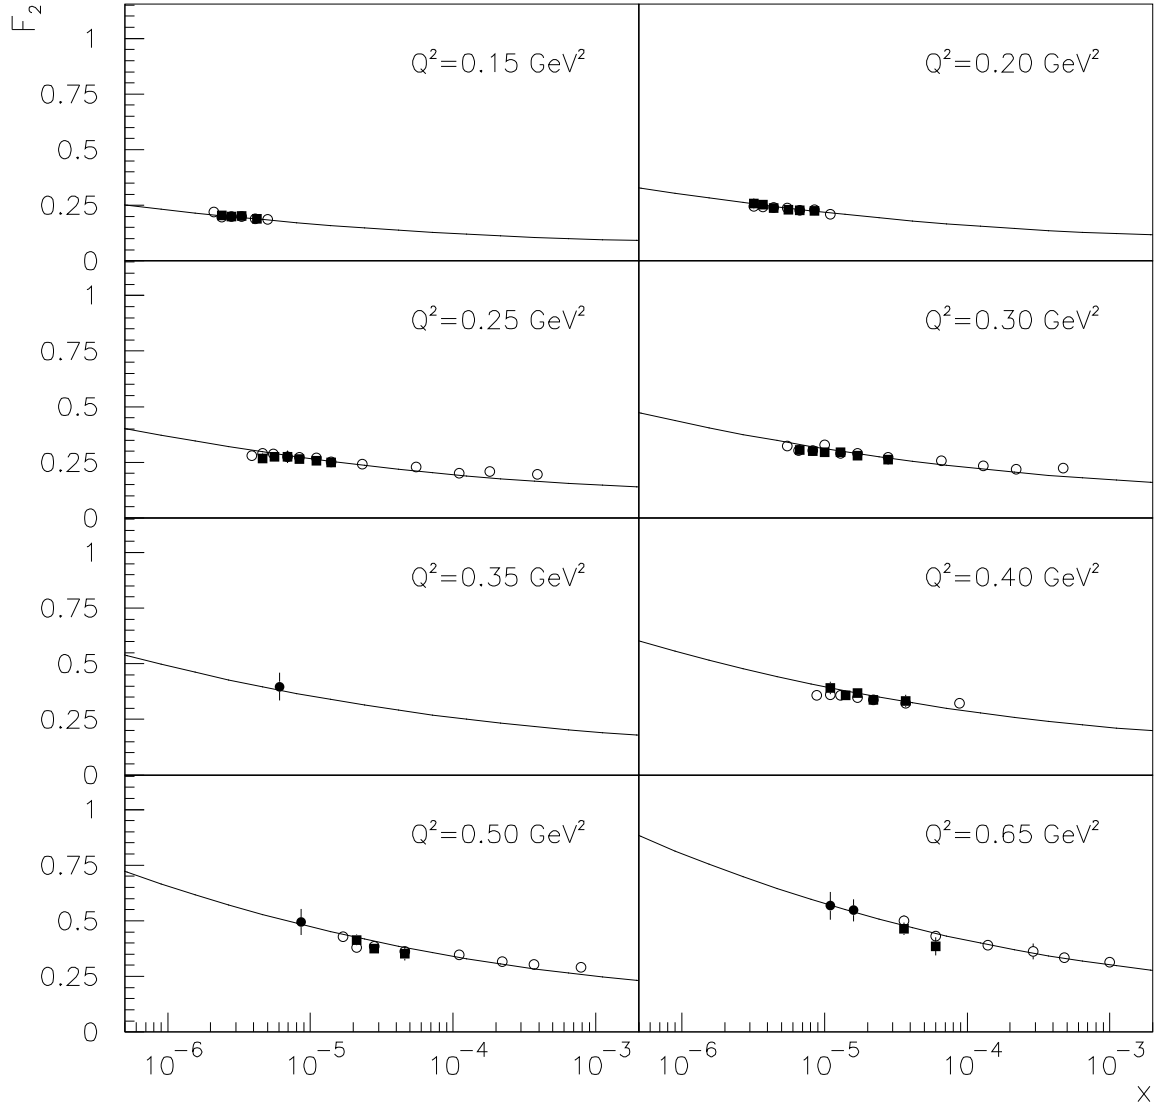 F₂
1
Q²=0.15 GeV²
Q²=0.20 GeV²
0.75
0.5
0.25
0
1
Q²=0.25 GeV²
Q²=0.30 GeV²
0.75
0.5
0.25
0
1
Q²=0.35 GeV²
Q²=0.40 GeV²
0.75
0.5
0.25
0
1
Q²=0.50 GeV²
Q²=0.65 GeV²
0.75
0.5
0.25
0
10⁻⁶ 10⁻⁵ 10⁻⁴ 10⁻³ 10⁻⁶ 10⁻⁵ 10⁻⁴ 10⁻³
x